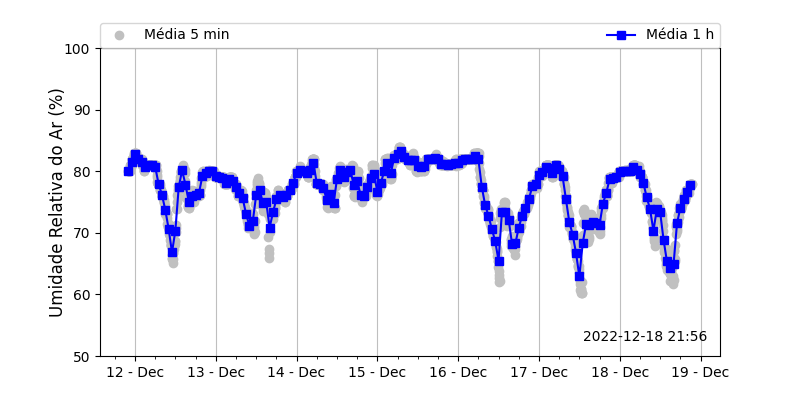 Média 5 min
Média 1 h
Umidade Relativa do Ar (%)
100
90
80
70
60
50
2022-12-18 21:56
12 - Dec
13 - Dec
14 - Dec
15 - Dec
16 - Dec
17 - Dec
18 - Dec
19 - Dec